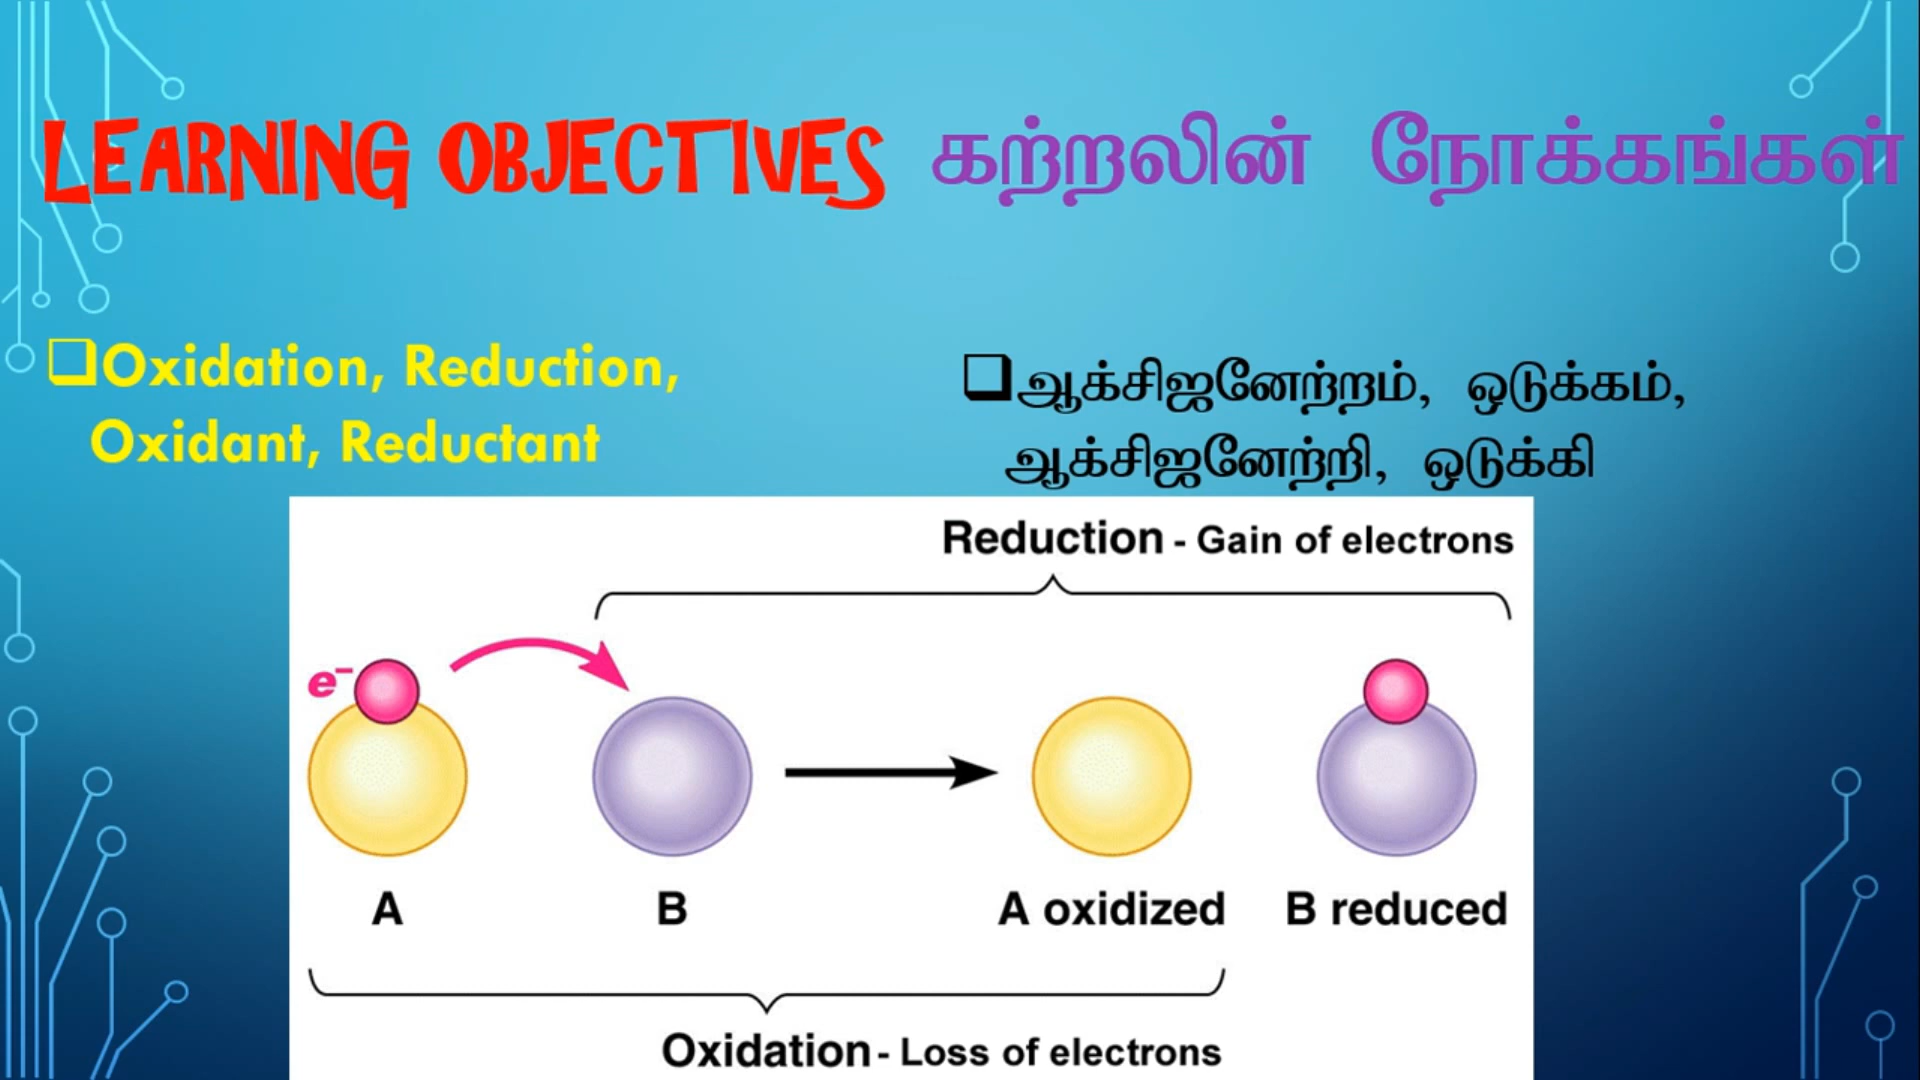 LEARNING OBJECTIVES கற்றலின் நோக்கங்கள்
❑Oxidation, Reduction,
Oxidant, Reductant
❑ஆக்சிஜனேற்றம், ஒடுக்கம்,
ஆக்சிஜனேற்றி, ஒடுக்கி
Reduction - Gain of electrons
e⁻
A
B
A oxidized
B reduced
Oxidation - Loss of electrons